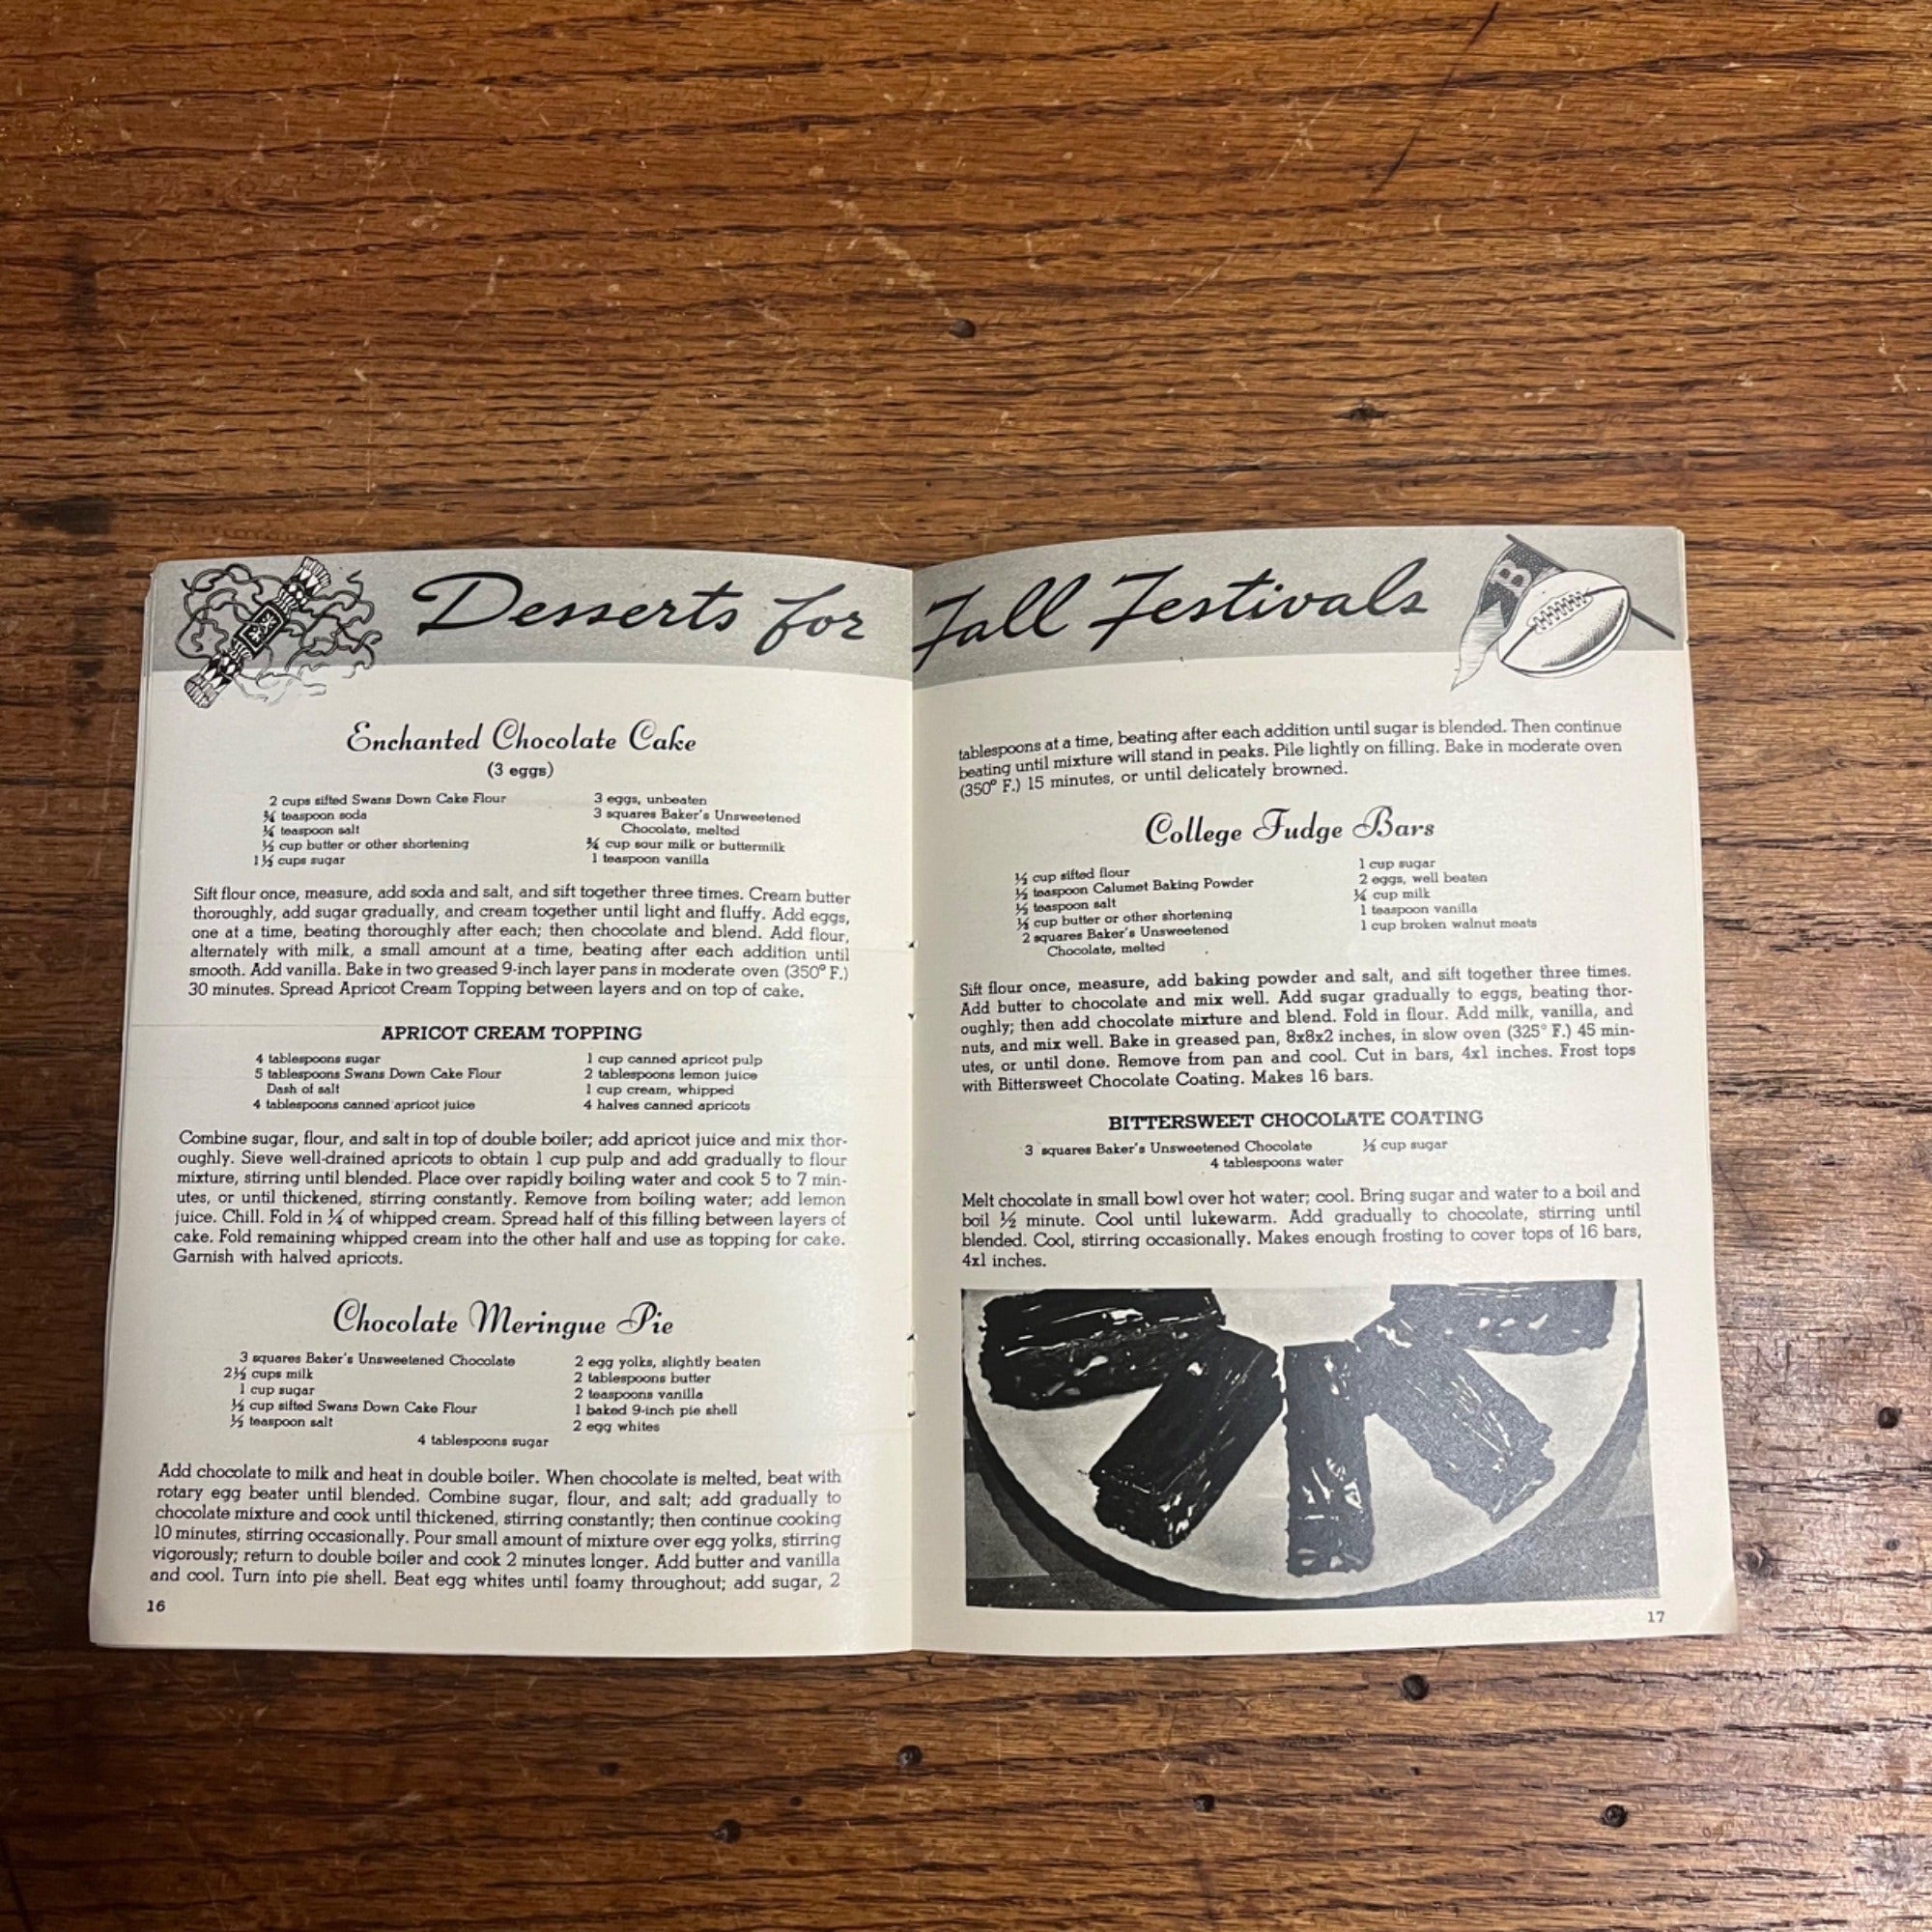 Desserts for Fall Festivals
B
Enchanted Chocolate Cake
(3 eggs)
2 cups sifted Swans Down Cake Flour
¾ teaspoon soda
¼ teaspoon salt
½ cup butter or other shortening
1½ cups sugar
3 eggs, unbeaten
3 squares Baker's Unsweetened
Chocolate, melted
¾ cup sour milk or buttermilk
1 teaspoon vanilla
Sift flour once, measure, add soda and salt, and sift together three times. Cream butter
thoroughly, add sugar gradually, and cream together until light and fluffy. Add eggs,
one at a time, beating thoroughly after each; then chocolate and blend. Add flour,
alternately with milk, a small amount at a time, beating after each addition until
smooth. Add vanilla. Bake in two greased 9-inch layer pans in moderate oven (350° F.)
30 minutes. Spread Apricot Cream Topping between layers and on top of cake.
APRICOT CREAM TOPPING
4 tablespoons sugar
5 tablespoons Swans Down Cake Flour
Dash of salt
4 tablespoons canned apricot juice
1 cup canned apricot pulp
2 tablespoons lemon juice
1 cup cream, whipped
4 halves canned apricots
Combine sugar, flour, and salt in top of double boiler; add apricot juice and mix thor-
oughly. Sieve well-drained apricots to obtain 1 cup pulp and add gradually to flour
mixture, stirring until blended. Place over rapidly boiling water and cook 5 to 7 min-
utes, or until thickened, stirring constantly. Remove from boiling water; add lemon
juice. Chill. Fold in ¼ of whipped cream. Spread half of this filling between layers of
cake. Fold remaining whipped cream into the other half and use as topping for cake.
Garnish with halved apricots.
Chocolate Meringue Pie
3 squares Baker's Unsweetened Chocolate
2½ cups milk
1 cup sugar
⅓ cup sifted Swans Down Cake Flour
½ teaspoon salt
2 egg yolks, slightly beaten
2 tablespoons butter
2 teaspoons vanilla
1 baked 9-inch pie shell
2 egg whites
4 tablespoons sugar
Add chocolate to milk and heat in double boiler. When chocolate is melted, beat with
rotary egg beater until blended. Combine sugar, flour, and salt; add gradually to
chocolate mixture and cook until thickened, stirring constantly; then continue cooking
10 minutes, stirring occasionally. Pour small amount of mixture over egg yolks, stirring
vigorously; return to double boiler and cook 2 minutes longer. Add butter and vanilla
and cool. Turn into pie shell. Beat egg whites until foamy throughout; add sugar, 2
16
tablespoons at a time, beating after each addition until sugar is blended. Then continue
beating until mixture will stand in peaks. Pile lightly on filling. Bake in moderate oven
(350° F.) 15 minutes, or until delicately browned.
College Fudge Bars
½ cup sifted flour
½ teaspoon Calumet Baking Powder
½ teaspoon salt
⅓ cup butter or other shortening
2 squares Baker's Unsweetened
Chocolate, melted
1 cup sugar
2 eggs, well beaten
¼ cup milk
1 teaspoon vanilla
1 cup broken walnut meats
Sift flour once, measure, add baking powder and salt, and sift together three times.
Add butter to chocolate and mix well. Add sugar gradually to eggs, beating thor-
oughly; then add chocolate mixture and blend. Fold in flour. Add milk, vanilla, and
nuts, and mix well. Bake in greased pan, 8x8x2 inches, in slow oven (325° F.) 45 min-
utes, or until done. Remove from pan and cool. Cut in bars, 4x1 inches. Frost tops
with Bittersweet Chocolate Coating. Makes 16 bars.
BITTERSWEET CHOCOLATE COATING
3 squares Baker's Unsweetened Chocolate
⅓ cup sugar
4 tablespoons water
Melt chocolate in small bowl over hot water; cool. Bring sugar and water to a boil and
boil ½ minute. Cool until lukewarm. Add gradually to chocolate, stirring until
blended. Cool, stirring occasionally. Makes enough frosting to cover tops of 16 bars,
4x1 inches.
17